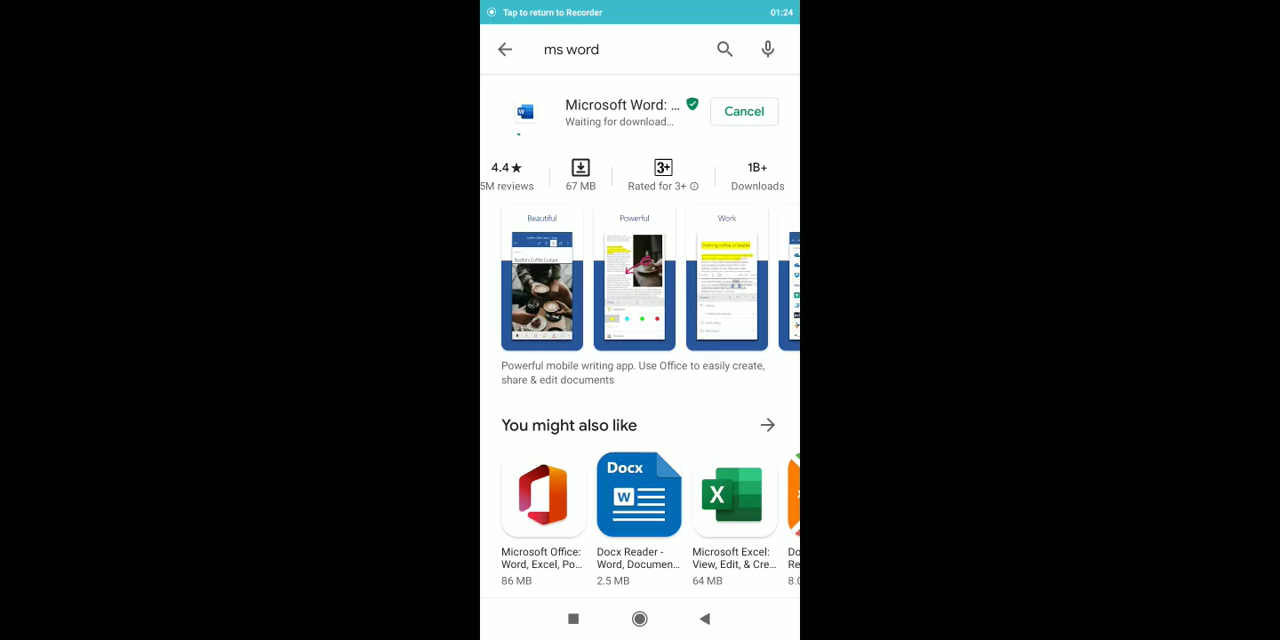 Tap to return to Recorder 01:24
ms word
Microsoft Word: ...
Waiting for download...
Cancel
4.4★ 3+ 1B+
5M reviews 67 MB Rated for 3+ Downloads
Beautiful Powerful Work
Powerful mobile writing app. Use Office to easily create,
share & edit documents
You might also like
Docx
W
X
Microsoft Office: Docx Reader - Microsoft Excel:
Word, Excel, Po... Word, Documen... View, Edit, & Cre...
86 MB 2.5 MB 64 MB